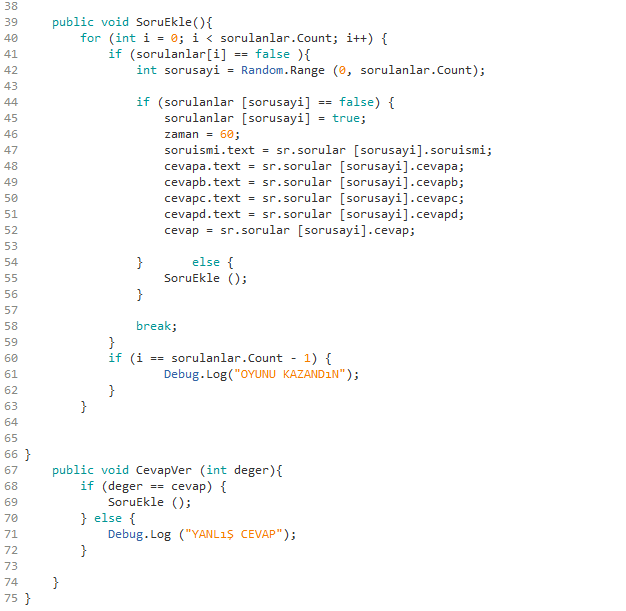 38
39 public void SoruEkle(){
40 for (int i = 0; i < sorulanlar.Count; i++) {
41 if (sorulanlar[i] == false ){
42 int sorusayi = Random.Range (0, sorulanlar.Count);
43
44 if (sorulanlar [sorusayi] == false) {
45 sorulanlar [sorusayi] = true;
46 zaman = 60;
47 soruismi.text = sr.sorular [sorusayi].soruismi;
48 cevapa.text = sr.sorular [sorusayi].cevapa;
49 cevapb.text = sr.sorular [sorusayi].cevapb;
50 cevapc.text = sr.sorular [sorusayi].cevapc;
51 cevapd.text = sr.sorular [sorusayi].cevapd;
52 cevap = sr.sorular [sorusayi].cevap;
53
54 } else {
55 SoruEkle ();
56 }
57
58 break;
59 }
60 if (i == sorulanlar.Count - 1) {
61 Debug.Log("OYUNU KAZANDıN");
62 }
63 }
64
65
66 }
67 public void CevapVer (int deger){
68 if (deger == cevap) {
69 SoruEkle ();
70 } else {
71 Debug.Log ("YANLıŞ CEVAP");
72 }
73
74 }
75 }